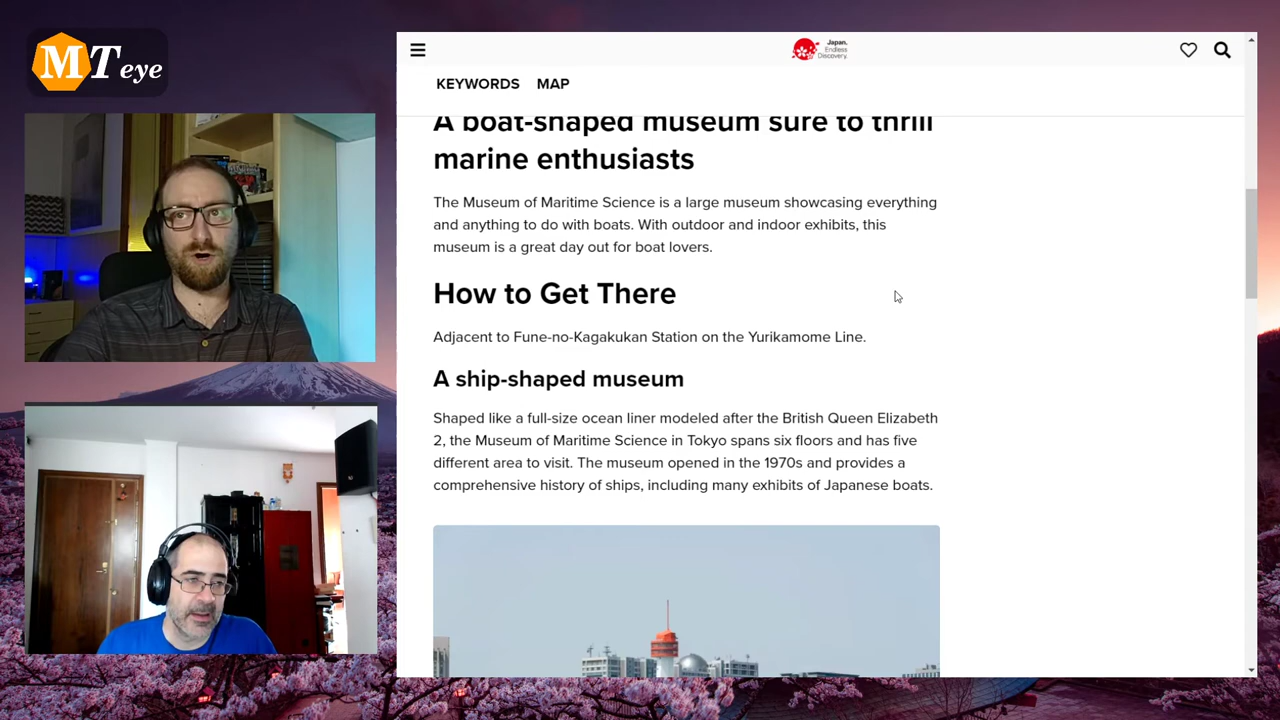 MT eye
Japan.
Endless
Discovery.
KEYWORDS MAP
A boat-shaped museum sure to thrill
marine enthusiasts
The Museum of Maritime Science is a large museum showcasing everything
and anything to do with boats. With outdoor and indoor exhibits, this
museum is a great day out for boat lovers.
How to Get There
Adjacent to Fune-no-Kagakukan Station on the Yurikamome Line.
A ship-shaped museum
Shaped like a full-size ocean liner modeled after the British Queen Elizabeth
2, the Museum of Maritime Science in Tokyo spans six floors and has five
different area to visit. The museum opened in the 1970s and provides a
comprehensive history of ships, including many exhibits of Japanese boats.